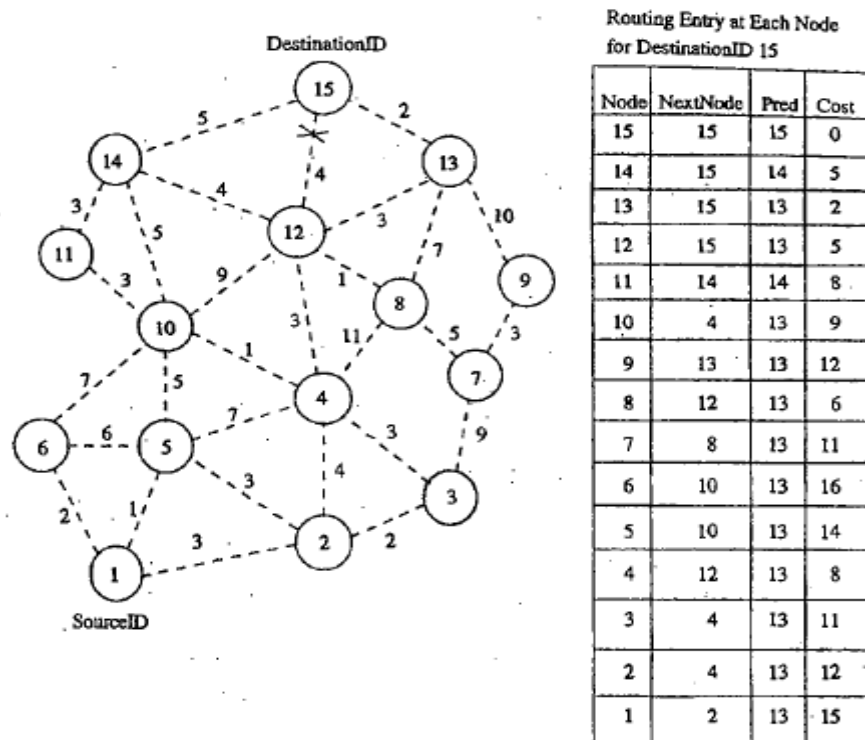 DestinationID
15
5
2
14
13
4
4
3
12
3
10
5
11
9
1
7
9
3
8
10
3
11
5
3
1
7
7
5
4
6
6
5
7
3
9
3
4
3
2
1
3
2
2
1
SourceID
Routing Entry at Each Node
for DestinationID 15
Node NextNode Pred Cost
15 15 15 0
14 15 14 5
13 15 13 2
12 15 13 5
11 14 14 8
10 4 13 9
9 13 13 12
8 12 13 6
7 8 13 11
6 10 13 16
5 10 13 14
4 12 13 8
3 4 13 11
2 4 13 12
1 2 13 15